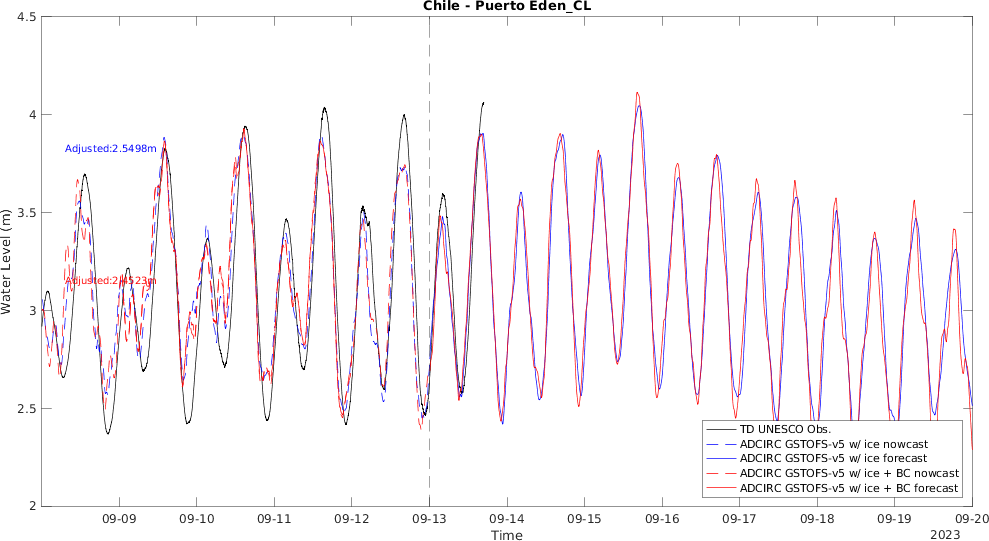 Chile - Puerto Eden_CL
4.5
4
3.5
3
2.5
2
Water Level (m)
Adjusted:2.5498m
09-09
09-10
09-11
09-12
09-13
09-14
09-15
09-16
09-17
09-18
09-19
09-20
Time
2023
TD UNESCO Obs.
ADCIRC GSTOFS-v5 w/ ice nowcast
ADCIRC GSTOFS-v5 w/ ice forecast
ADCIRC GSTOFS-v5 w/ ice + BC nowcast
ADCIRC GSTOFS-v5 w/ ice + BC forecast